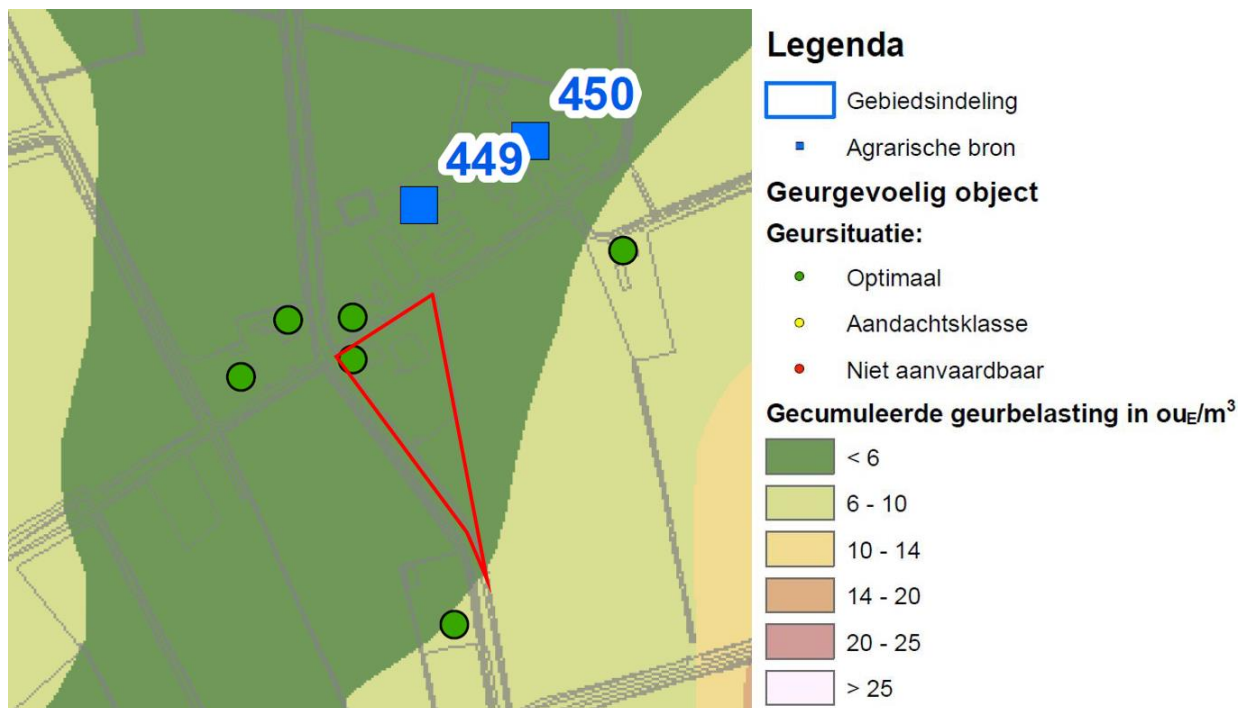 450
449
Legenda
Gebiedsindeling
Agrarische bron
Geurgevoelig object
Geursituatie:
Optimaal
Aandachtsklasse
Niet aanvaardbaar
Gecumuleerde geurbelasting in ouE/m³
< 6
6 - 10
10 - 14
14 - 20
20 - 25
> 25